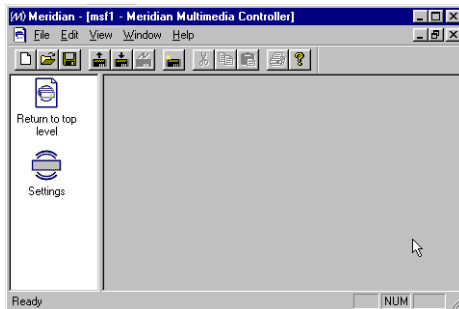 Meridian - [msf1 - Meridian Multimedia Controller]
File Edit View Window Help
Return to top
level
Settings
Ready
NUM